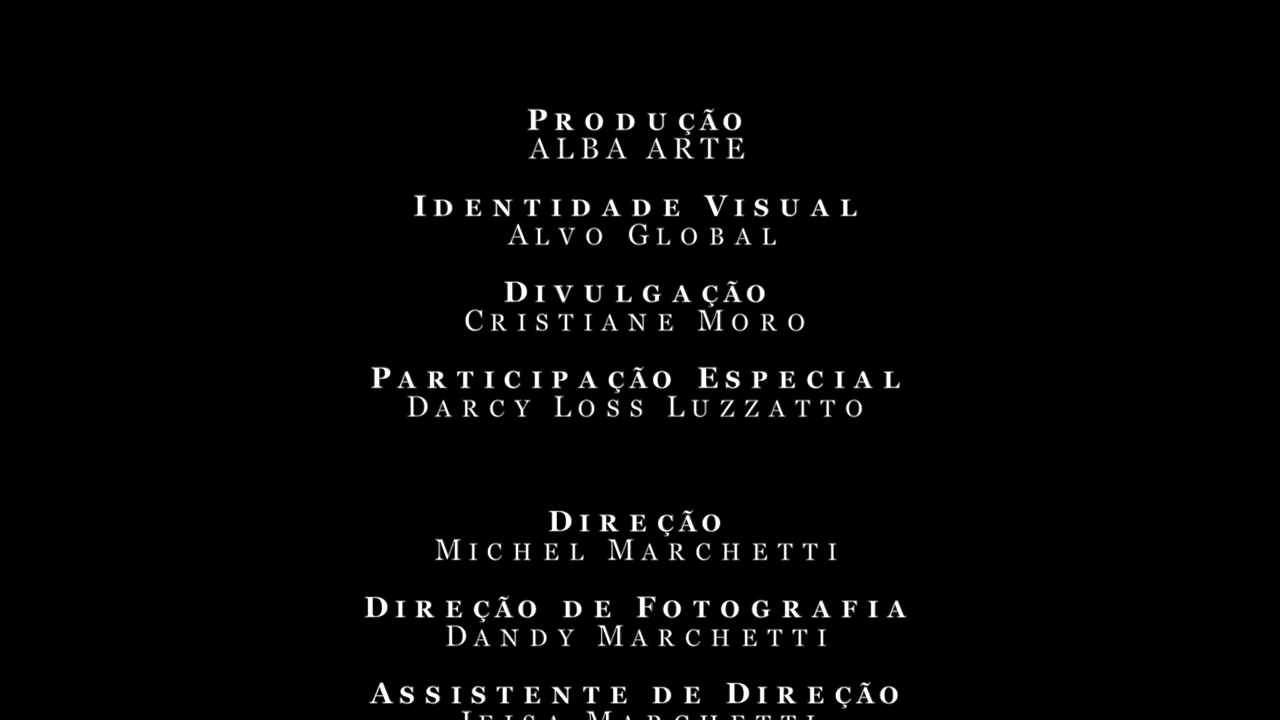 PRODUÇÃO
ALBA ARTE
IDENTIDADE VISUAL
ALVO GLOBAL
DIVULGAÇÃO
CRISTIANE MORO
PARTICIPAÇÃO ESPECIAL
DARCY LOSS LUZZATTO
DIREÇÃO
MICHEL MARCHETTI
DIREÇÃO DE FOTOGRAFIA
DANDY MARCHETTI
ASSISTENTE DE DIREÇÃO
MARCHETTI